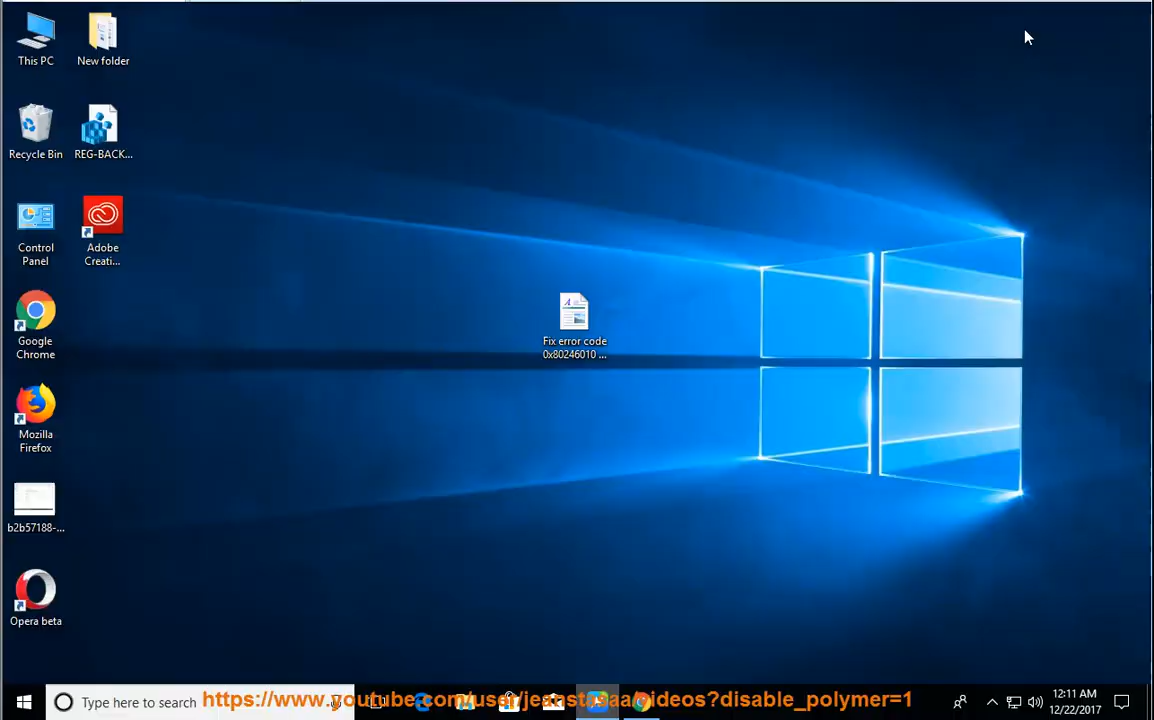 This PC
New folder
Recycle Bin
REG-BACK...
Control
Panel
Adobe
Creati...
Google
Chrome
Fix error code
0x80246010 ...
Mozilla
Firefox
b2b57188-...
Opera beta
Type here to search
https://www.youtube.com/user/jeanst
videos?disable_polymer=1
12:11 AM
12/22/2017